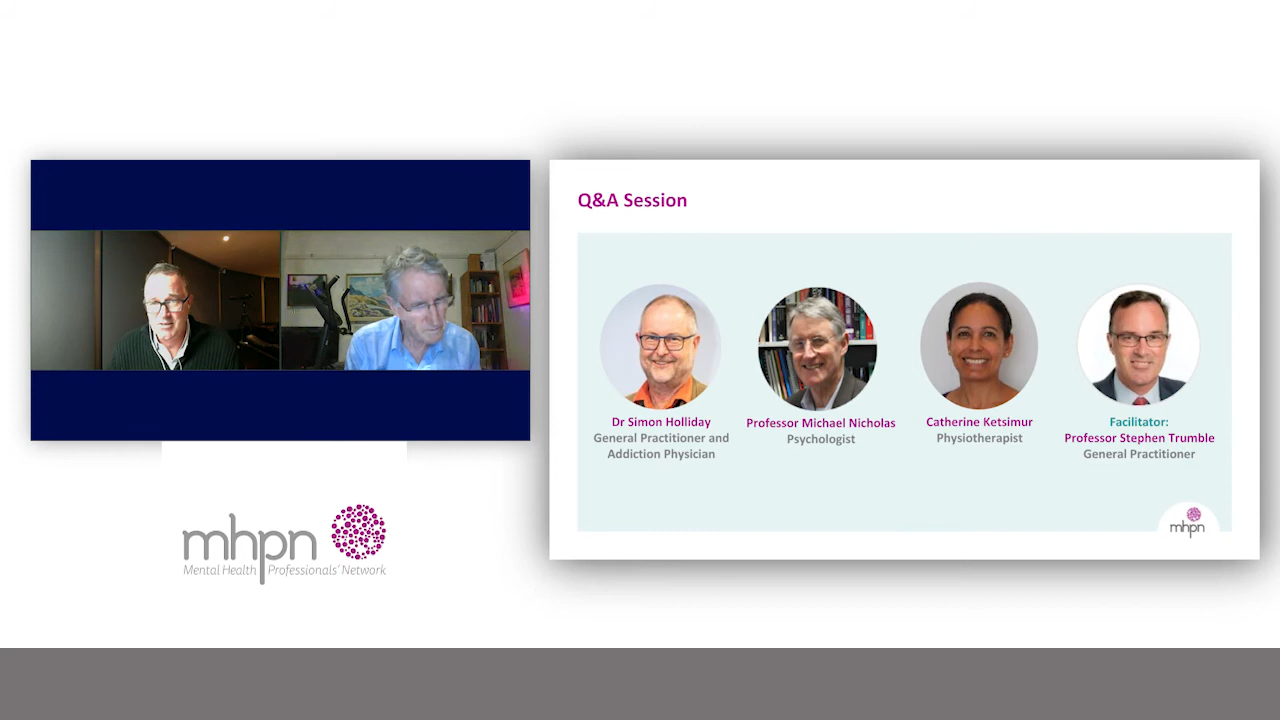 Q&A Session
Dr Simon Holliday
General Practitioner and
Addiction Physician
Professor Michael Nicholas
Psychologist
Catherine Ketsimur
Physiotherapist
Facilitator:
Professor Stephen Trumble
General Practitioner
mhpn
mhpn
Mental Health Professionals' Network